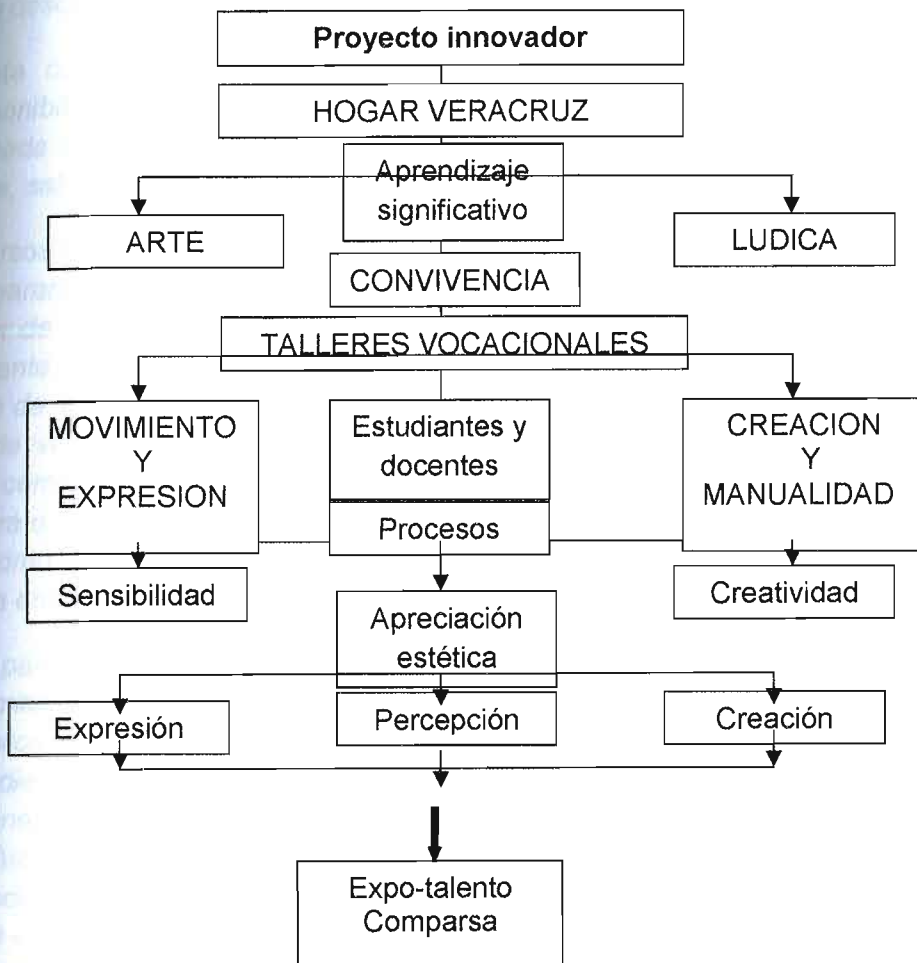 Proyecto innovador
HOGAR VERACRUZ
Aprendizaje
significativo
ARTE
LUDICA
CONVIVENCIA
TALLERES VOCACIONALES
MOVIMIENTO
Y
EXPRESION
Estudiantes y
docentes
CREACION
Y
MANUALIDAD
Procesos
Sensibilidad
Creatividad
Apreciación
estética
Expresión
Percepción
Creación
Expo-talento
Comparsa